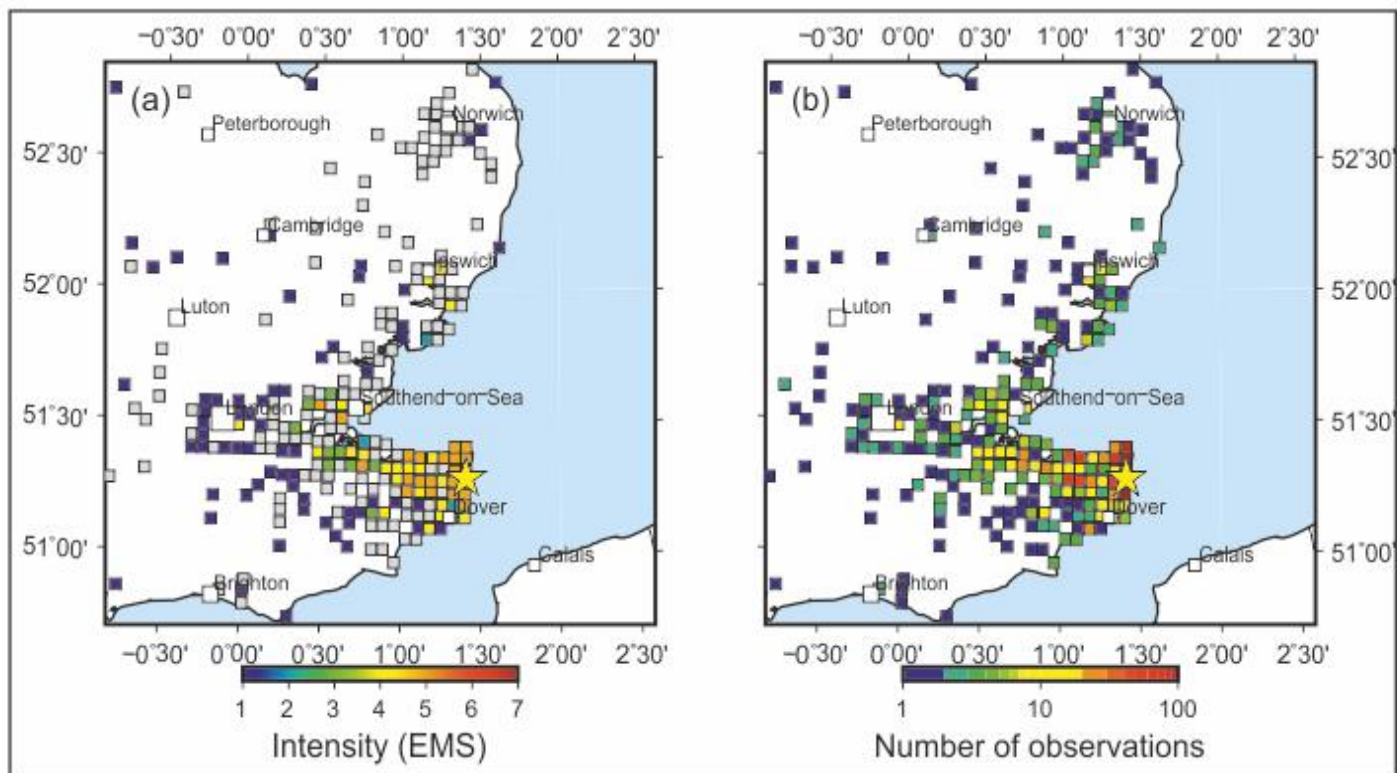 −0˚30' 0˚00' 0˚30' 1˚00' 1˚30' 2˚00' 2˚30'
(a)
Norwich
Peterborough
52˚30'
Cambridge
Ipswich
52˚00'
Luton
51˚30'
London
Southend-on-Sea
Dover
51˚00'
Calais
Brighton
−0˚30' 0˚00' 0˚30' 1˚00' 1˚30' 2˚00' 2˚30'
1 2 3 4 5 6 7
Intensity (EMS)
−0˚30' 0˚00' 0˚30' 1˚00' 1˚30' 2˚00' 2˚30'
(b)
Norwich
Peterborough
52˚30'
Cambridge
Ipswich
52˚00'
Luton
51˚30'
London
Southend-on-Sea
Dover
51˚00'
Calais
Brighton
−0˚30' 0˚00' 0˚30' 1˚00' 1˚30' 2˚00' 2˚30'
1 10 100
Number of observations